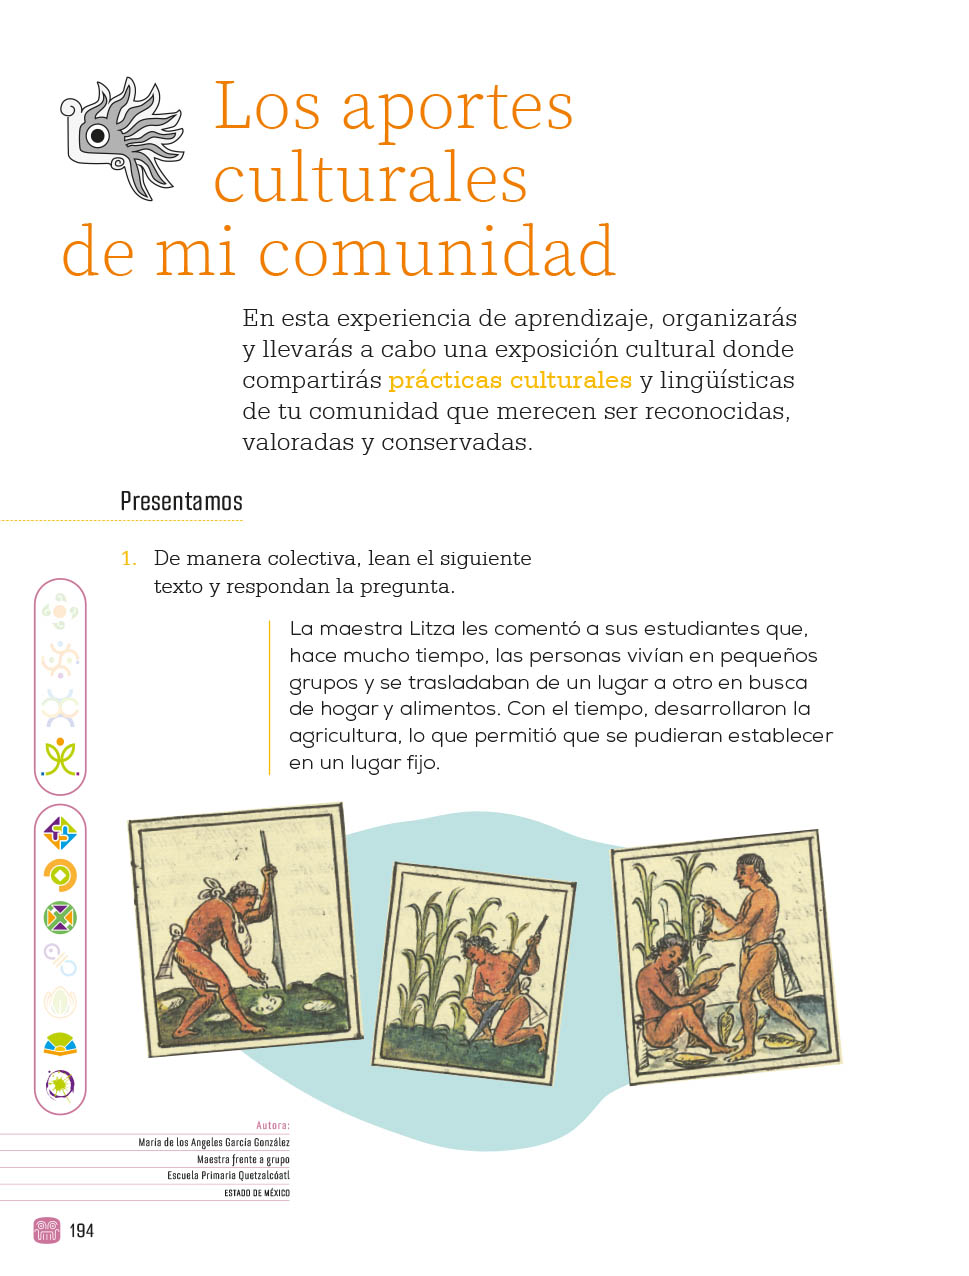 Los aportes
culturales
de mi comunidad
En esta experiencia de aprendizaje, organizarás
y llevarás a cabo una exposición cultural donde
compartirás prácticas culturales y lingüísticas
de tu comunidad que merecen ser reconocidas,
valoradas y conservadas.
Presentamos
1. De manera colectiva, lean el siguiente
texto y respondan la pregunta.
La maestra Litza les comentó a sus estudiantes que,
hace mucho tiempo, las personas vivían en pequeños
grupos y se trasladaban de un lugar a otro en busca
de hogar y alimentos. Con el tiempo, desarrollaron la
agricultura, lo que permitió que se pudieran establecer
en un lugar fijo.
Autora:
María de los Angeles García González
Maestra frente a grupo
Escuela Primaria Quetzalcóatl
ESTADO DE MÉXICO
194